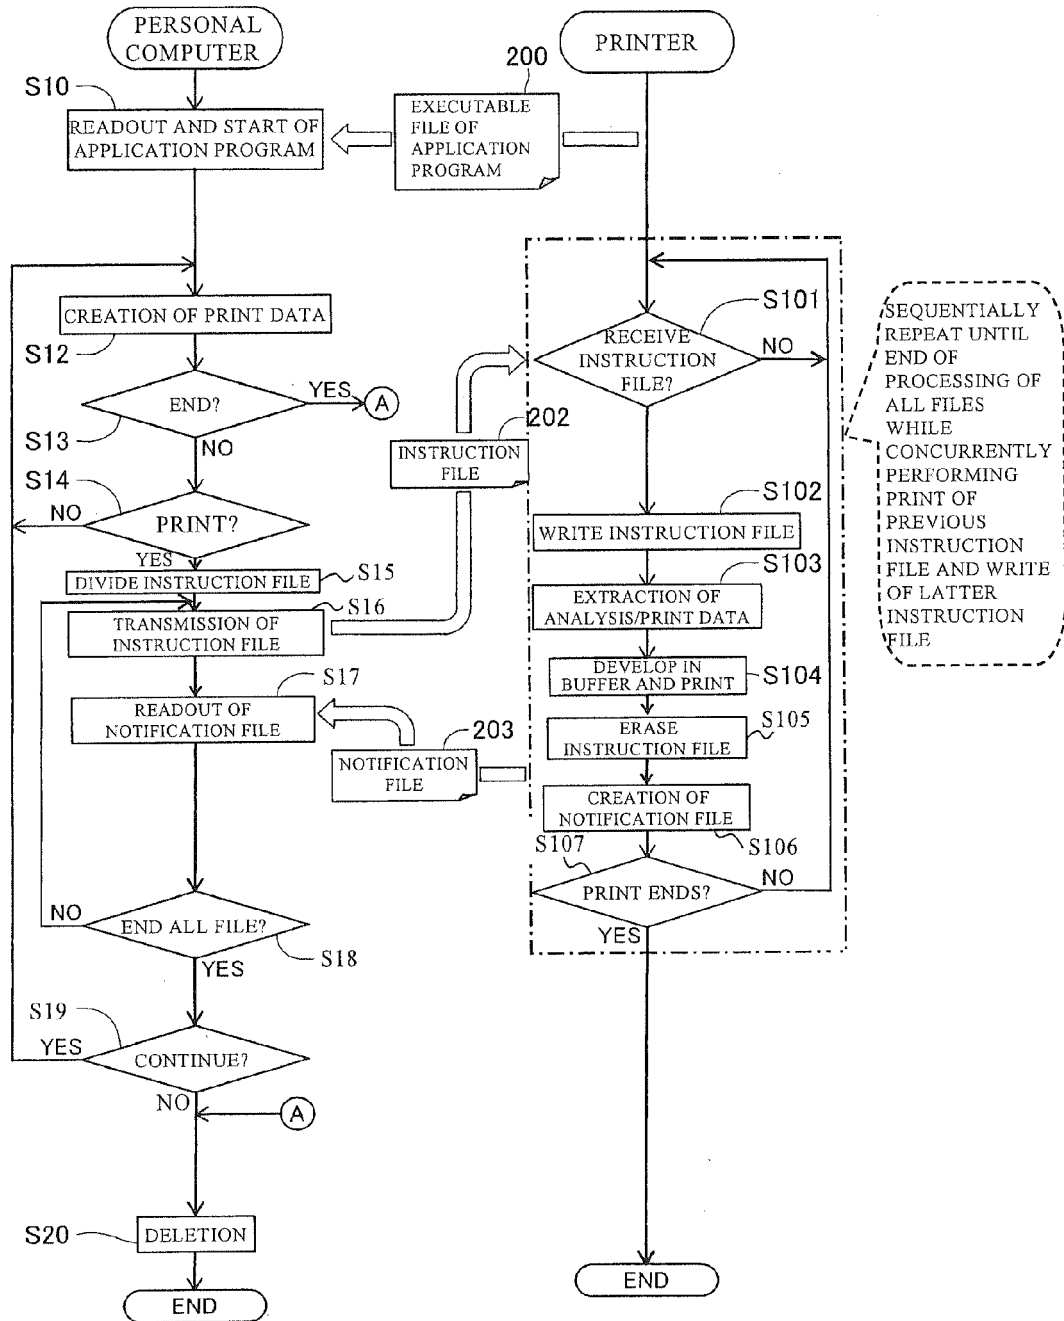 PERSONAL
COMPUTER
PRINTER
S10
200
READOUT AND START OF
APPLICATION PROGRAM
EXECUTABLE
FILE OF
APPLICATION
PROGRAM
CREATION OF PRINT DATA
S12
END?
YES
A
S13
NO
S14
NO
PRINT?
YES
DIVIDE INSTRUCTION FILE
S15
TRANSMISSION OF
INSTRUCTION FILE
S16
S17
READOUT OF
NOTIFICATION FILE
202
INSTRUCTION
FILE
203
NOTIFICATION
FILE
NO
END ALL FILE?
S18
YES
S19
YES
CONTINUE?
NO
A
S20
DELETION
END
S101
RECEIVE
INSTRUCTION
FILE?
NO
S102
WRITE INSTRUCTION FILE
S103
EXTRACTION OF
ANALYSIS/PRINT DATA
DEVELOP IN
BUFFER AND PRINT
S104
ERASE
INSTRUCTION FILE
S105
CREATION OF
NOTIFICATION FILE
S106
S107
PRINT ENDS?
NO
YES
END
SEQUENTIALLY
REPEAT UNTIL
END OF
PROCESSING OF
ALL FILES
WHILE
CONCURRENTLY
PERFORMING
PRINT OF
PREVIOUS
INSTRUCTION
FILE AND WRITE
OF LATTER
INSTRUCTION
FILE